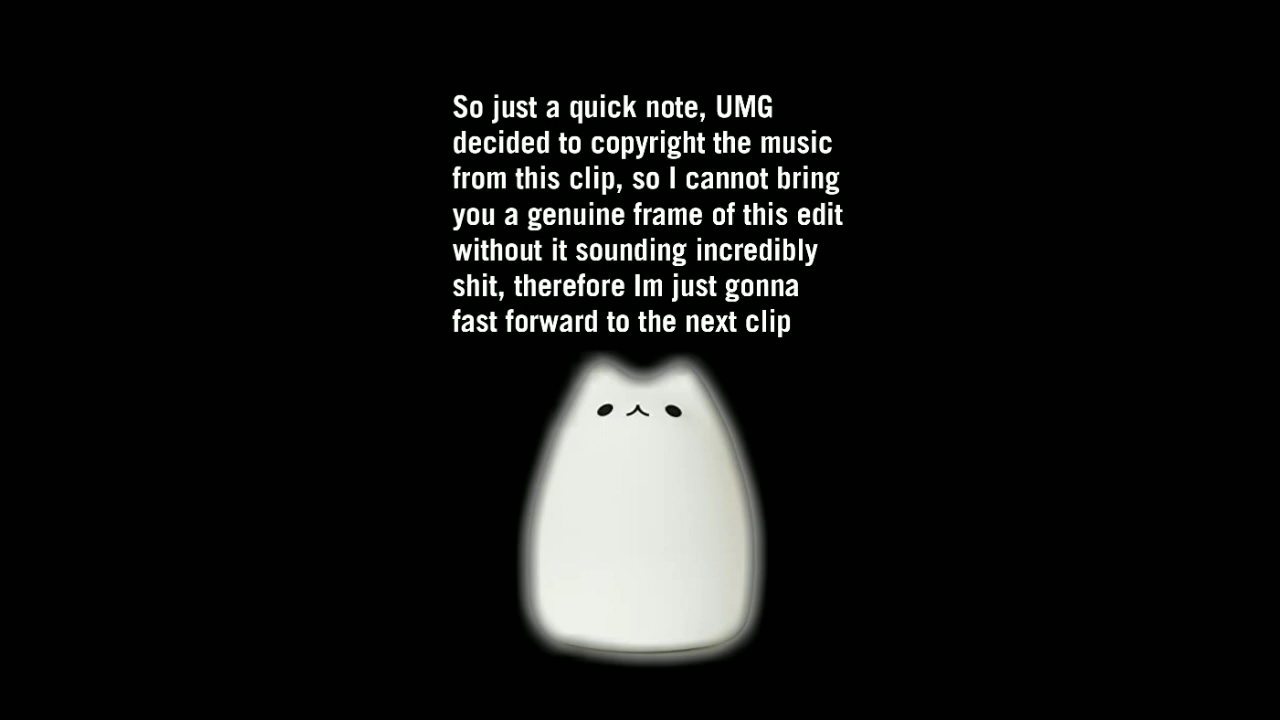 So just a quick note, UMG
decided to copyright the music
from this clip, so I cannot bring
you a genuine frame of this edit
without it sounding incredibly
shit, therefore Im just gonna
fast forward to the next clip